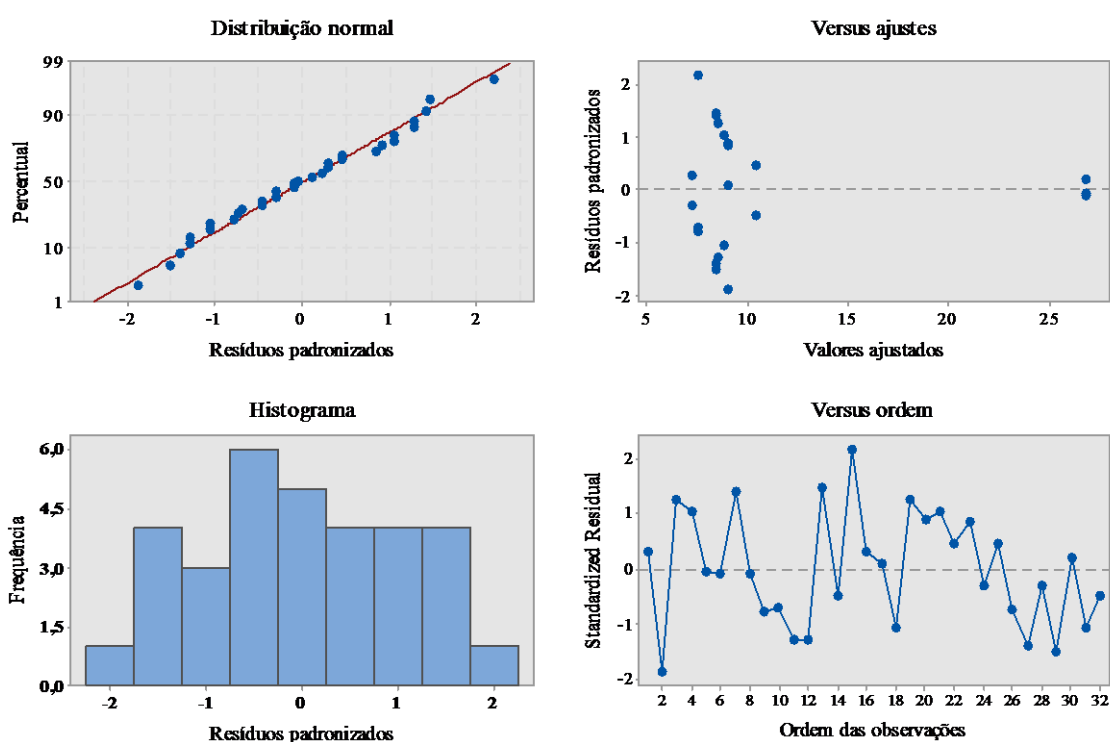 Distribuição normal
99
90
50
10
1
Percentual
-2 -1 0 1 2
Resíduos padronizados
Versus ajustes
2
1
0
-1
-2
Resíduos padronizados
5 10 15 20 25
Valores ajustados
Histograma
6,0
4,5
3,0
1,5
0,0
Frequência
-2 -1 0 1 2
Resíduos padronizados
Versus ordem
2
1
0
-1
-2
Standardized Residual
2 4 6 8 10 12 14 16 18 20 22 24 26 28 30 32
Ordem das observações